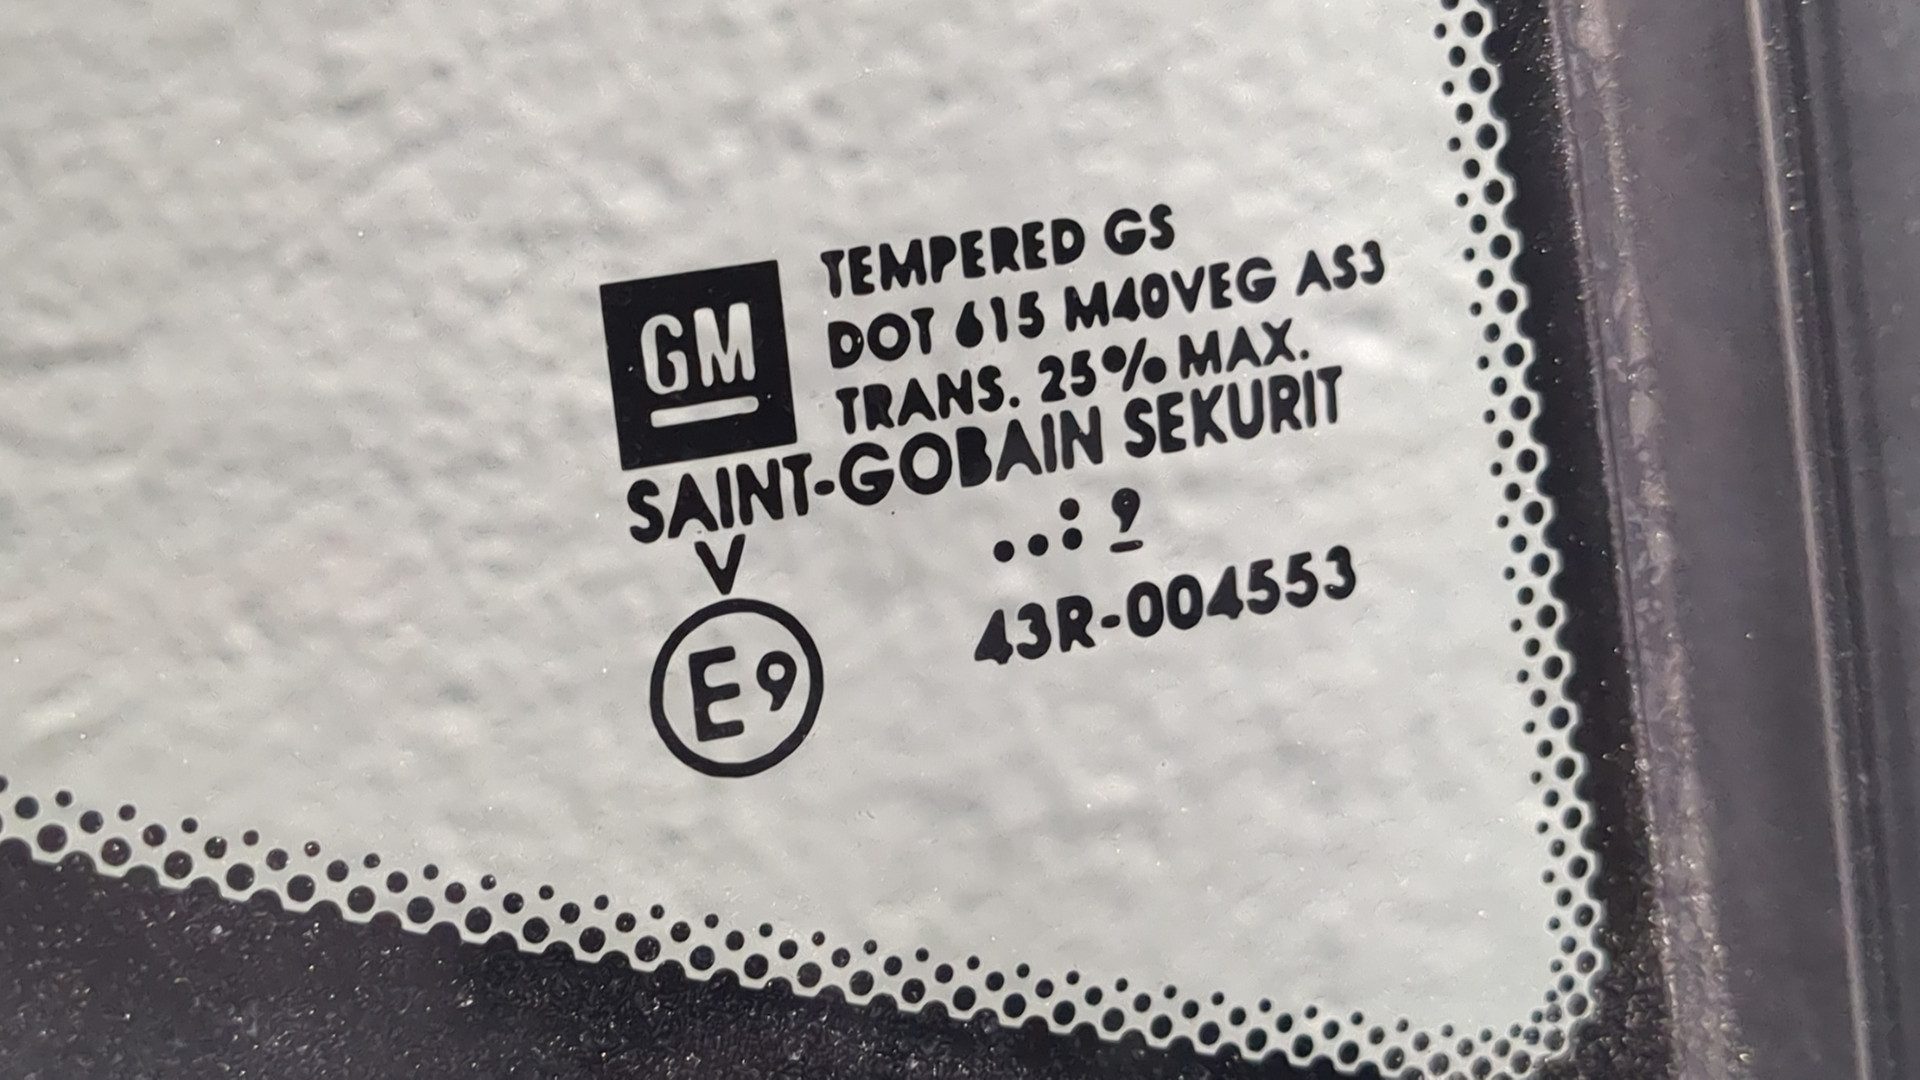 GM
TEMPERED GS
DOT 615 M40VEG AS3
TRANS. 25% MAX.
SAINT-GOBAIN SEKURIT
V
..: 9
43R-004553
E9